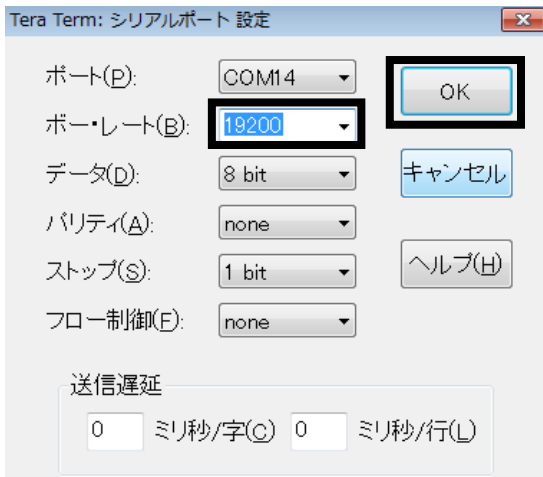 Tera Term: シリアルポート 設定
ポート(P): COM14 OK
ボー・レート(B): 19200
データ(D): 8 bit キャンセル
パリティ(A): none
ストップ(S): 1 bit ヘルプ(H)
フロー制御(F): none
送信遅延
0 ミリ秒/字(C) 0 ミリ秒/行(L)